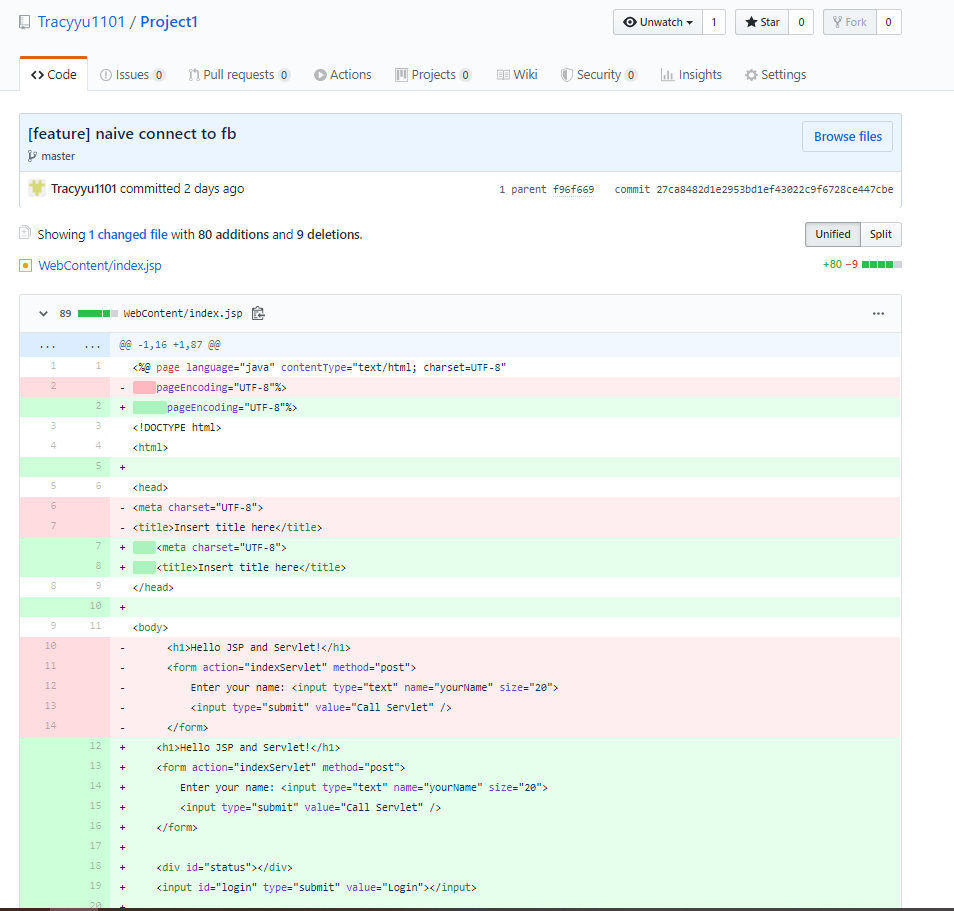 Tracyyu1101 / Project1
Unwatch 1 Star 0 Fork 0
Code Issues 0 Pull requests 0 Actions Projects 0 Wiki Security 0 Insights Settings
[feature] naive connect to fb
Browse files
master
Tracyyu1101 committed 2 days ago 1 parent f96f669 commit 27ca8482d1e2953bd1ef43022c9f6728ce447cbe
Showing 1 changed file with 80 additions and 9 deletions.
Unified Split
WebContent/index.jsp +80 −9
89 WebContent/index.jsp ...
... ... @@ -1,16 +1,87 @@
1 1 <%@ page language="java" contentType="text/html; charset=UTF-8"
2 - pageEncoding="UTF-8"%>
2 + pageEncoding="UTF-8"%>
3 3 <!DOCTYPE html>
4 4 <html>
5 +
5 6 <head>
6 - <meta charset="UTF-8">
7 - <title>Insert title here</title>
7 + <meta charset="UTF-8">
8 + <title>Insert title here</title>
8 9 </head>
10 +
9 11 <body>
10 - <h1>Hello JSP and Servlet!</h1>
11 - <form action="indexServlet" method="post">
12 - Enter your name: <input type="text" name="yourName" size="20">
13 - <input type="submit" value="Call Servlet" />
14 - </form>
12 + <h1>Hello JSP and Servlet!</h1>
13 + <form action="indexServlet" method="post">
14 + Enter your name: <input type="text" name="yourName" size="20">
15 + <input type="submit" value="Call Servlet" />
16 + </form>
17 +
18 + <div id="status"></div>
19 + <input id="login" type="submit" value="Login"></input>
20 +